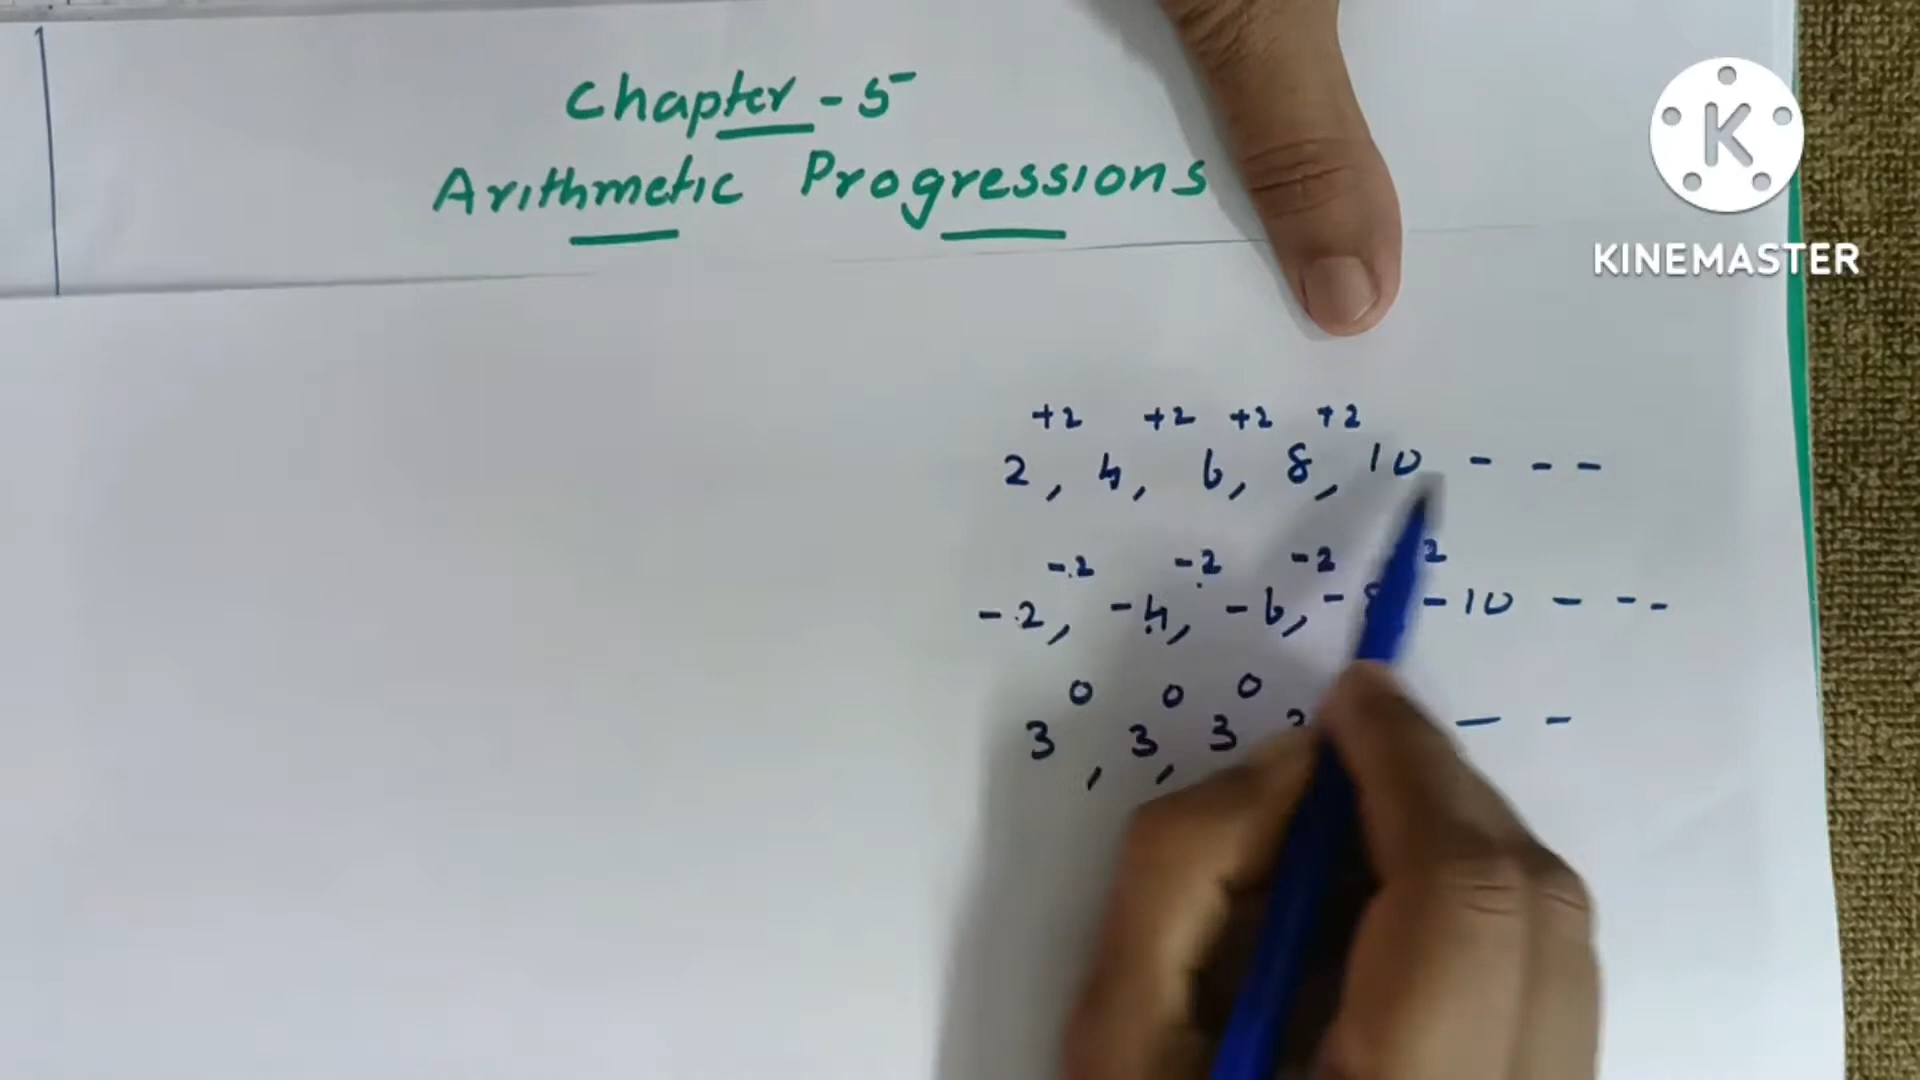 Chapter - 5
Arithmetic Progressions
K
KINEMASTER
+2 +2 +2 +2
2, 4, 6, 8, 10 - - -
-2 -2 -2 2
-2, -4, -6, - -10 - - -
0 0 0
3, 3, 3 - -